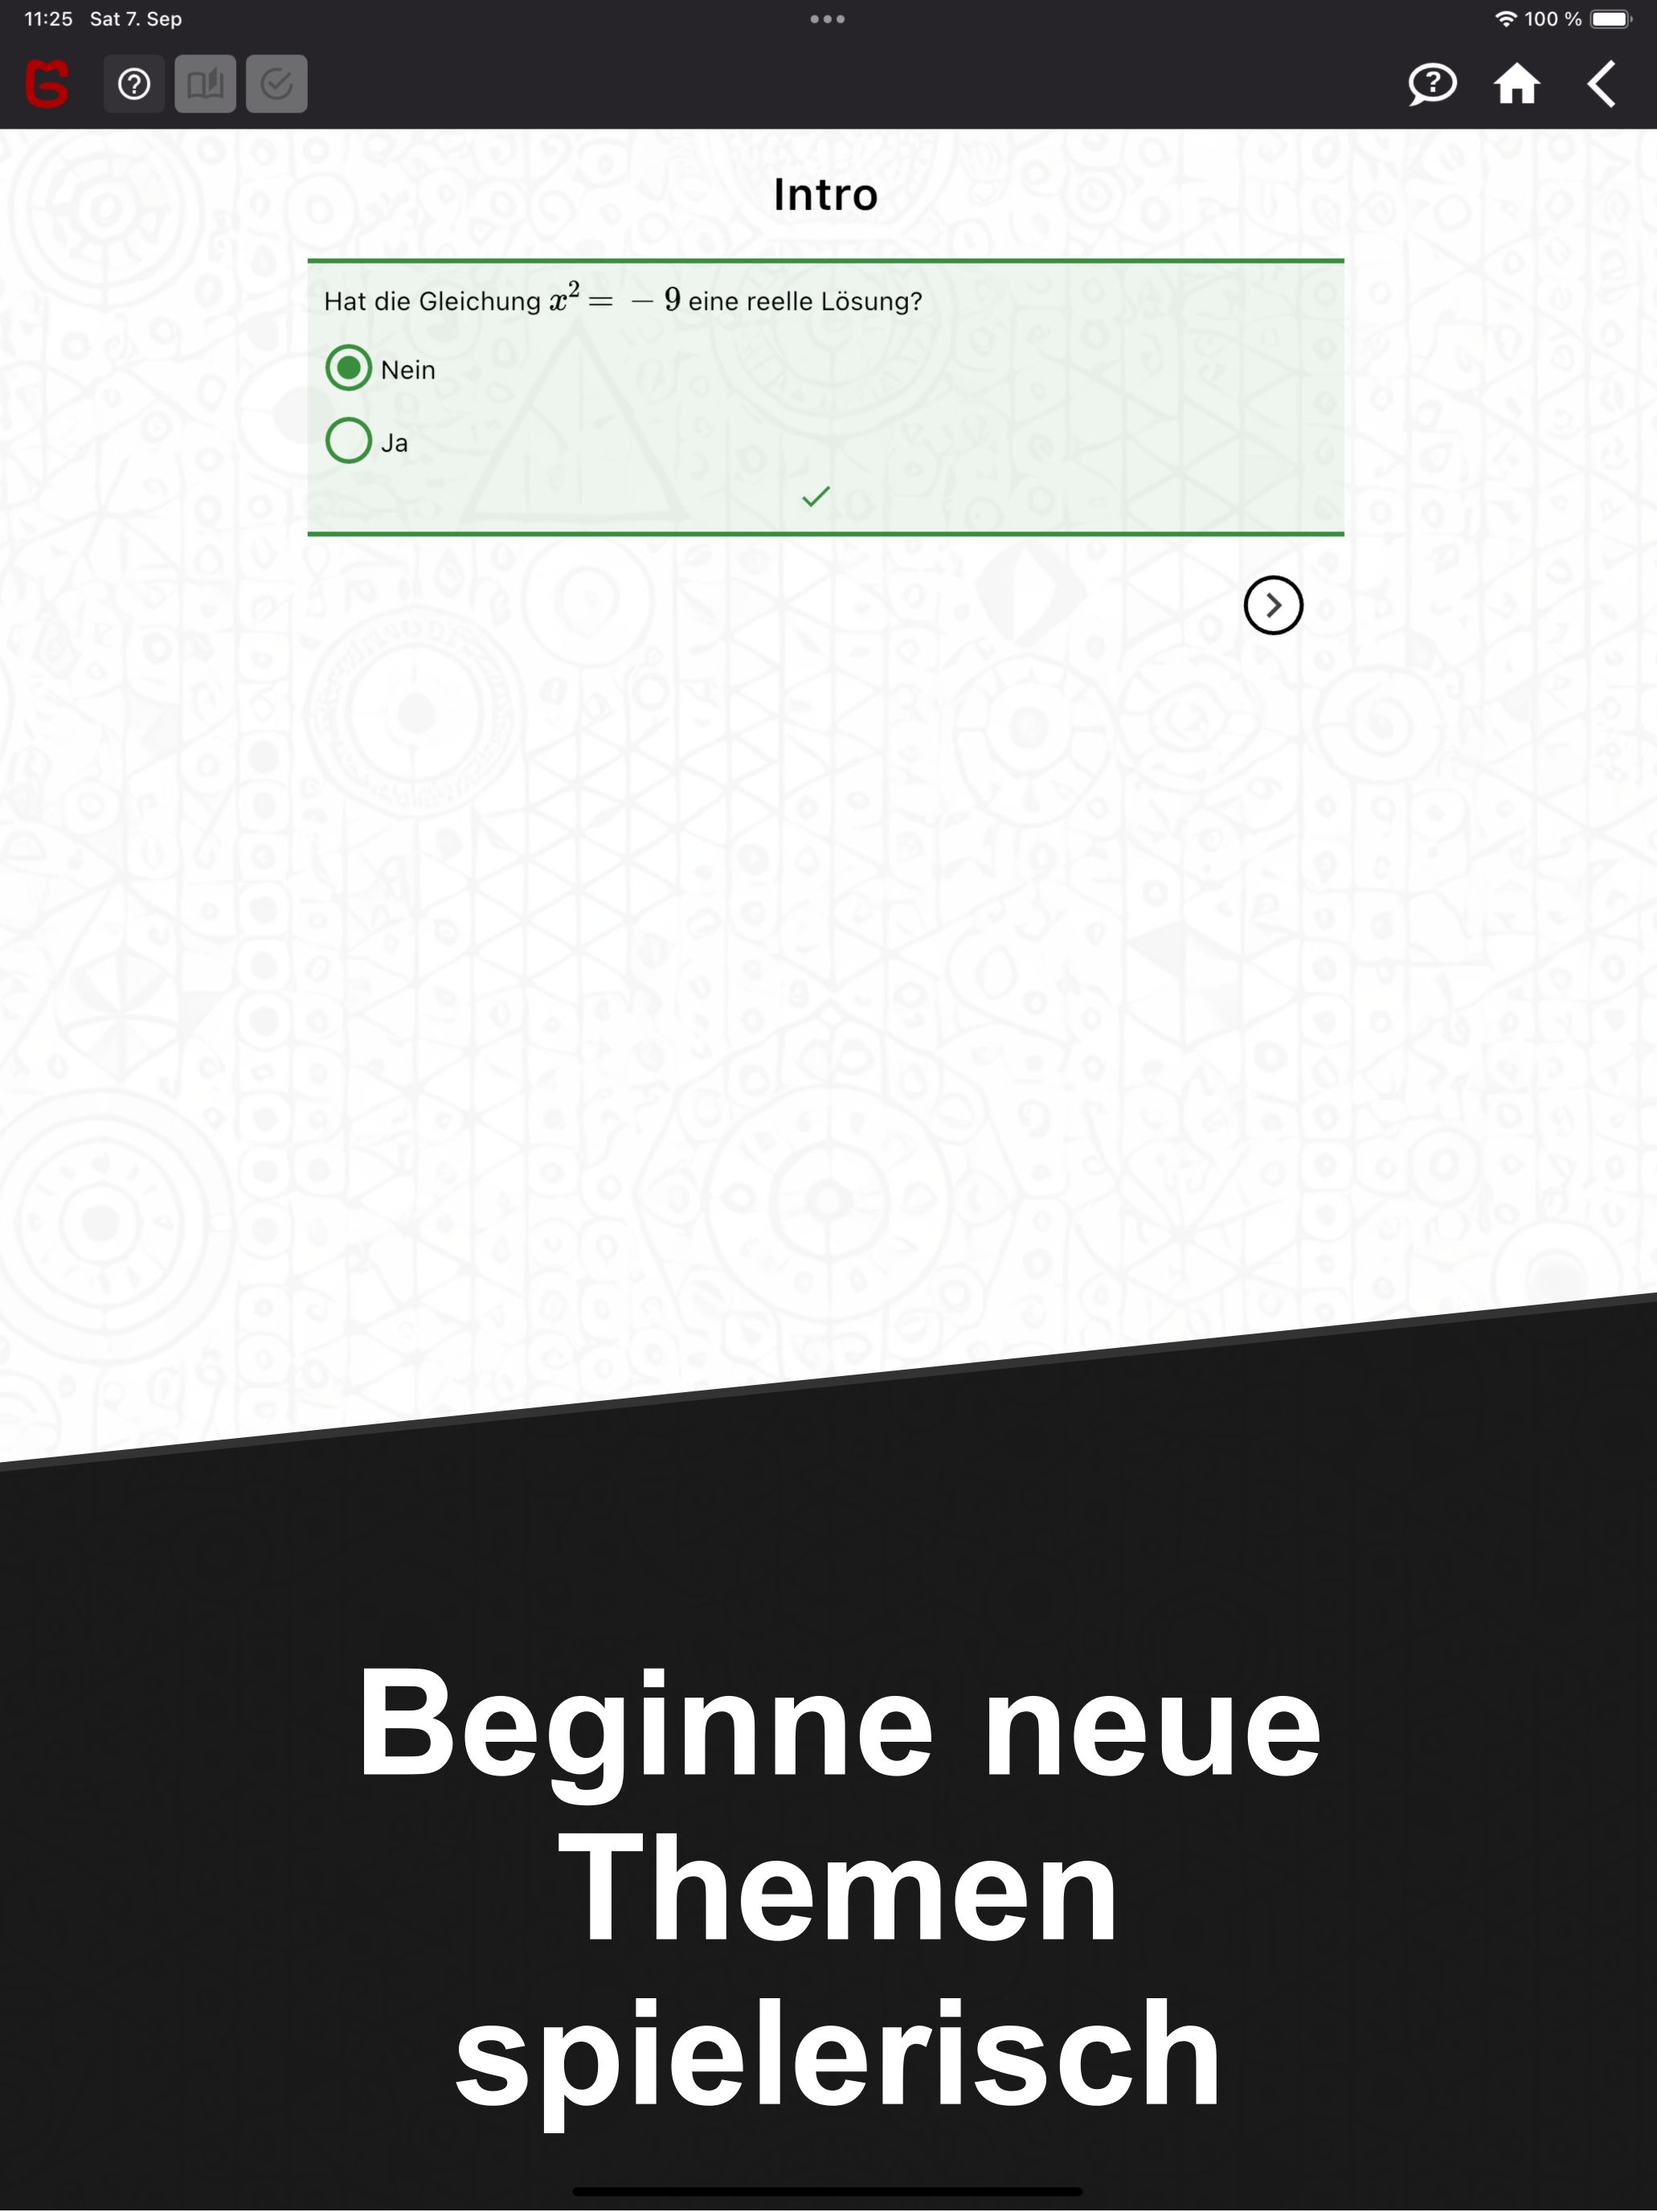 11:25 Sat 7. Sep 100 %
Intro
Hat die Gleichung x² = − 9 eine reelle Lösung?
Nein
Ja
Beginne neue
Themen
spielerisch